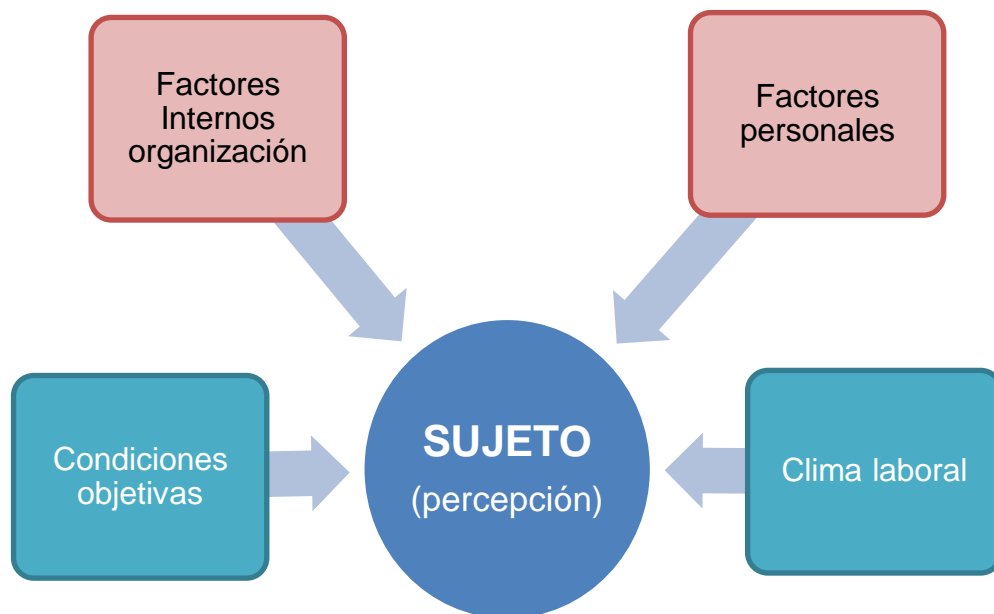 Factores
Internos
organización
Factores
personales
Condiciones
objetivas
SUJETO
(percepción)
Clima laboral